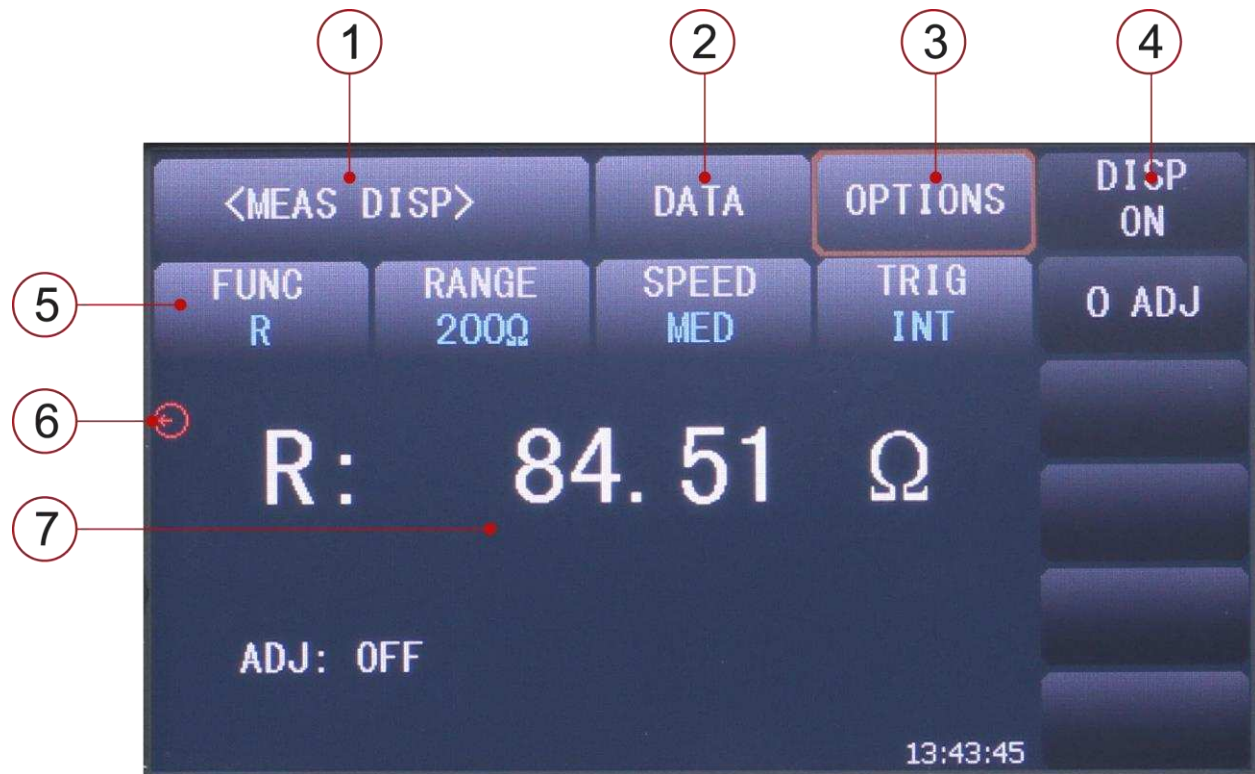 1 2 3 4
<MEAS DISP> DATA OPTIONS DISP ON
5 FUNC R RANGE 200Ω SPEED MED TRIG INT 0 ADJ
6
R: 84.51 Ω
7
ADJ: OFF
13:43:45